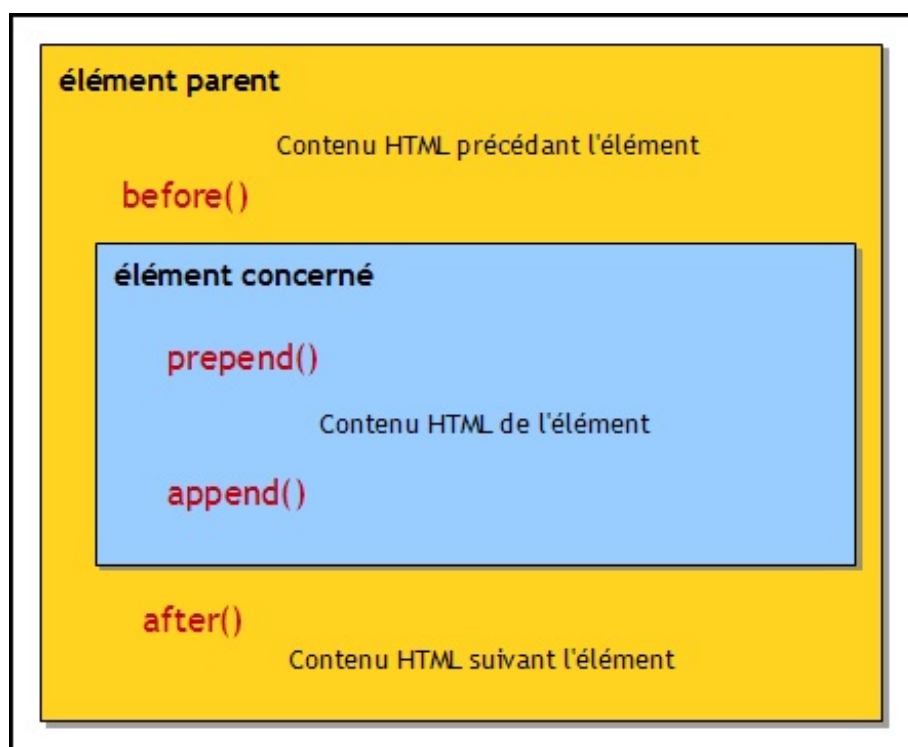 élément parent
Contenu HTML précédant l'élément
before()
élément concerné
prepend()
Contenu HTML de l'élément
append()
after()
Contenu HTML suivant l'élément